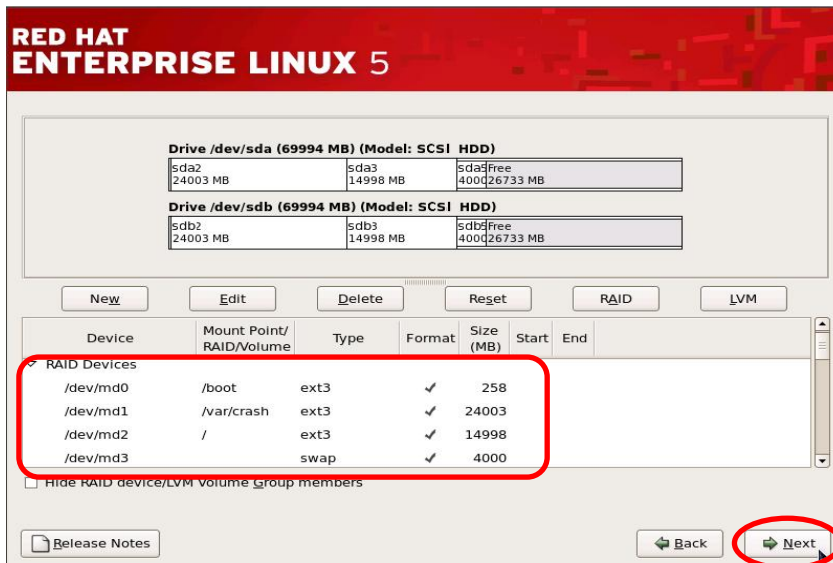 RED HAT
ENTERPRISE LINUX 5
Drive /dev/sda (69994 MB) (Model: SCSI HDD)
sda2 sda3 sda5 Free
24003 MB 14998 MB 400026733 MB
Drive /dev/sdb (69994 MB) (Model: SCSI HDD)
sdb2 sdb3 sdb5 Free
24003 MB 14998 MB 400026733 MB
New Edit Delete Reset RAID LVM
Device Mount Point/ RAID/Volume Type Format Size (MB) Start End
RAID Devices
/dev/md0 /boot ext3 ✓ 258
/dev/md1 /var/crash ext3 ✓ 24003
/dev/md2 / ext3 ✓ 14998
/dev/md3 swap ✓ 4000
Hide RAID device/LVM Volume Group members
Release Notes Back Next